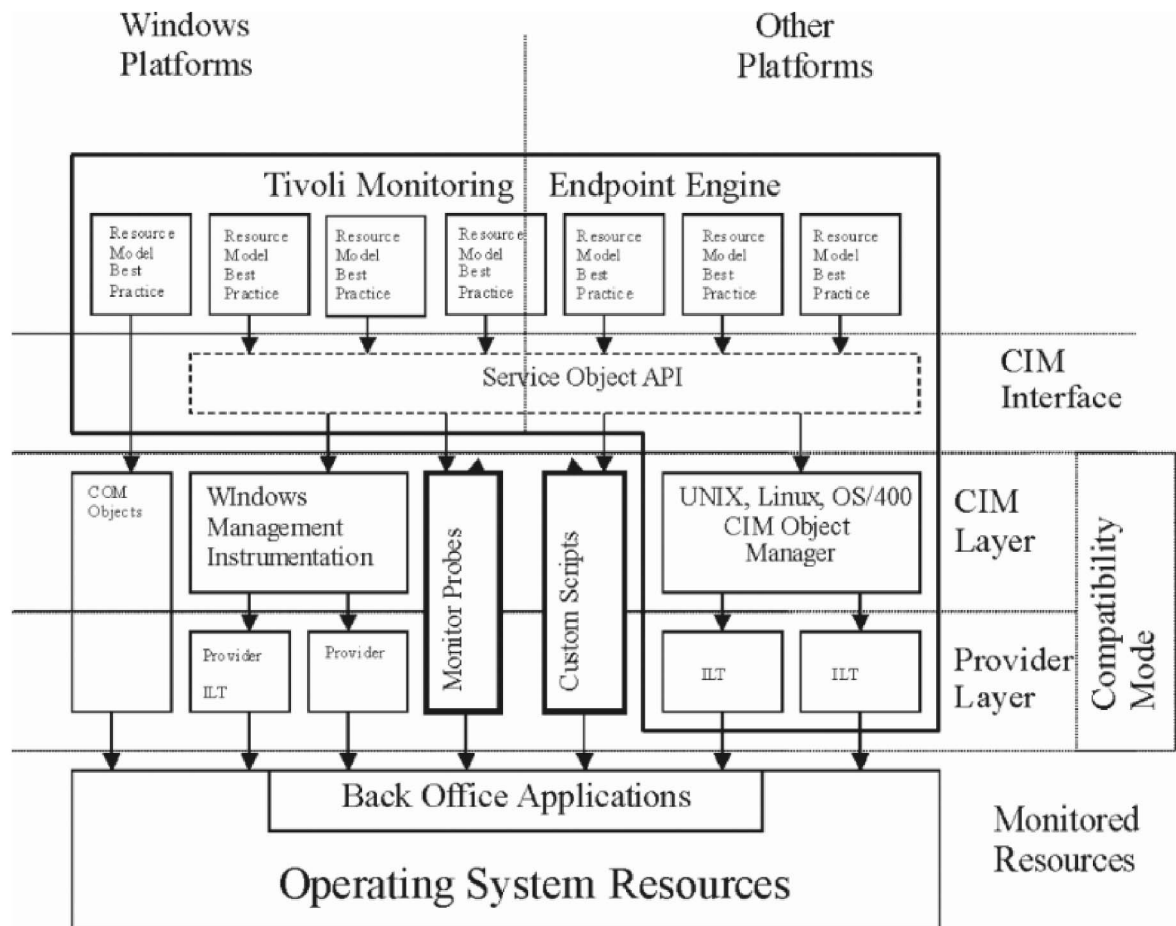 Windows
Platforms
Other
Platforms
Tivoli Monitoring
Endpoint Engine
Resource
Model
Best
Practice
Resource
Model
Best
Practice
Resource
Model
Best
Practice
Resource
Model
Best
Practice
Resource
Model
Best
Practice
Resource
Model
Best
Practice
Resource
Model
Best
Practice
Service Object API
CIM
Interface
COM
Objects
WIndows
Management
Instrumentation
Monitor Probes
Custom Scripts
UNIX, Linux, OS/400
CIM Object
Manager
CIM
Layer
Compatibility
Mode
Provider
ILT
Provider
ILT
ILT
Provider
Layer
Back Office Applications
Operating System Resources
Monitored
Resources